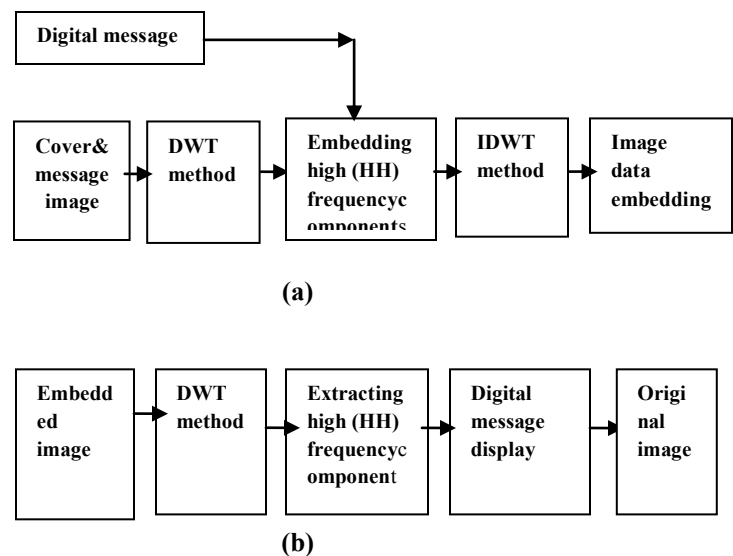 Digital message
Cover&
message
image
DWT
method
Embedding
high (HH)
frequencyc
omponents
IDWT
method
Image
data
embedding
(a)
Embedd
ed
image
DWT
method
Extracting
high (HH)
frequencyc
omponent
Digital
message
display
Origi
nal
image
(b)